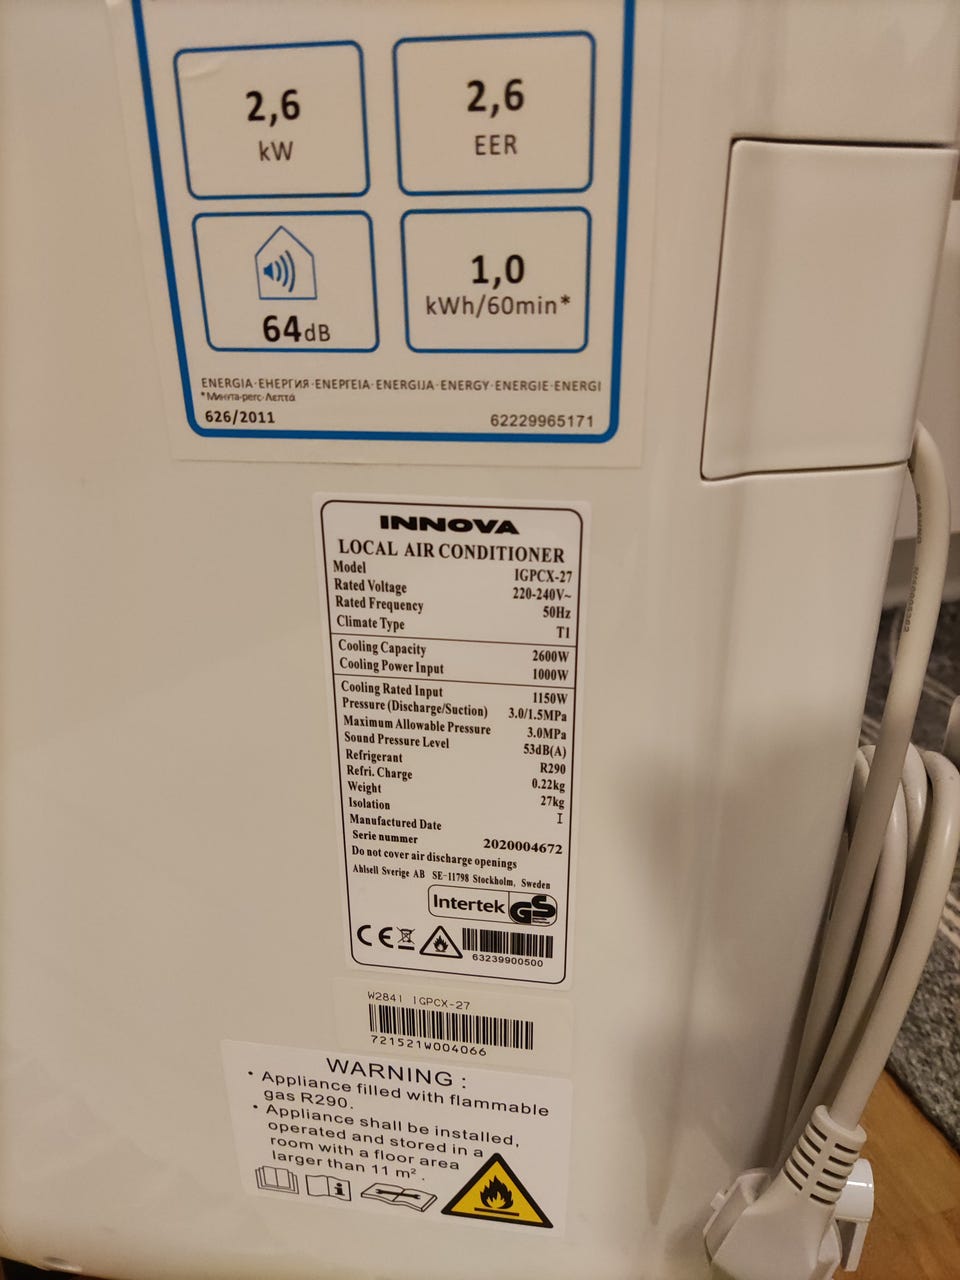 2,6
kW
2,6
EER
64dB
1,0
kWh/60min*
ENERGIA·ЕНЕРГИЯ·ΕΝΕΡΓΕΙΑ·ENERGIJA·ENERGY·ENERGIE·ENERGI
*Минута-perc-Λεπτά
626/2011 62229965171
INNOVA
LOCAL AIR CONDITIONER
Model IGPCX-27
Rated Voltage 220-240V~
Rated Frequency 50Hz
Climate Type T1
Cooling Capacity 2600W
Cooling Power Input 1000W
Cooling Rated Input 1150W
Pressure (Discharge/Suction) 3.0/1.5MPa
Maximum Allowable Pressure 3.0MPa
Sound Pressure Level 53dB(A)
Refrigerant R290
Refri. Charge 0.22kg
Weight 27kg
Isolation I
Manufactured Date
Serie nummer 2020004672
Do not cover air discharge openings
Ahlsell Sverige AB SE-11798 Stockholm, Sweden
Intertek GS
CE
63239900500
W2841 IGPCX-27
721521W004066
WARNING :
• Appliance filled with flammable
gas R290.
• Appliance shall be installed,
operated and stored in a
room with a floor area
larger than 11 m².